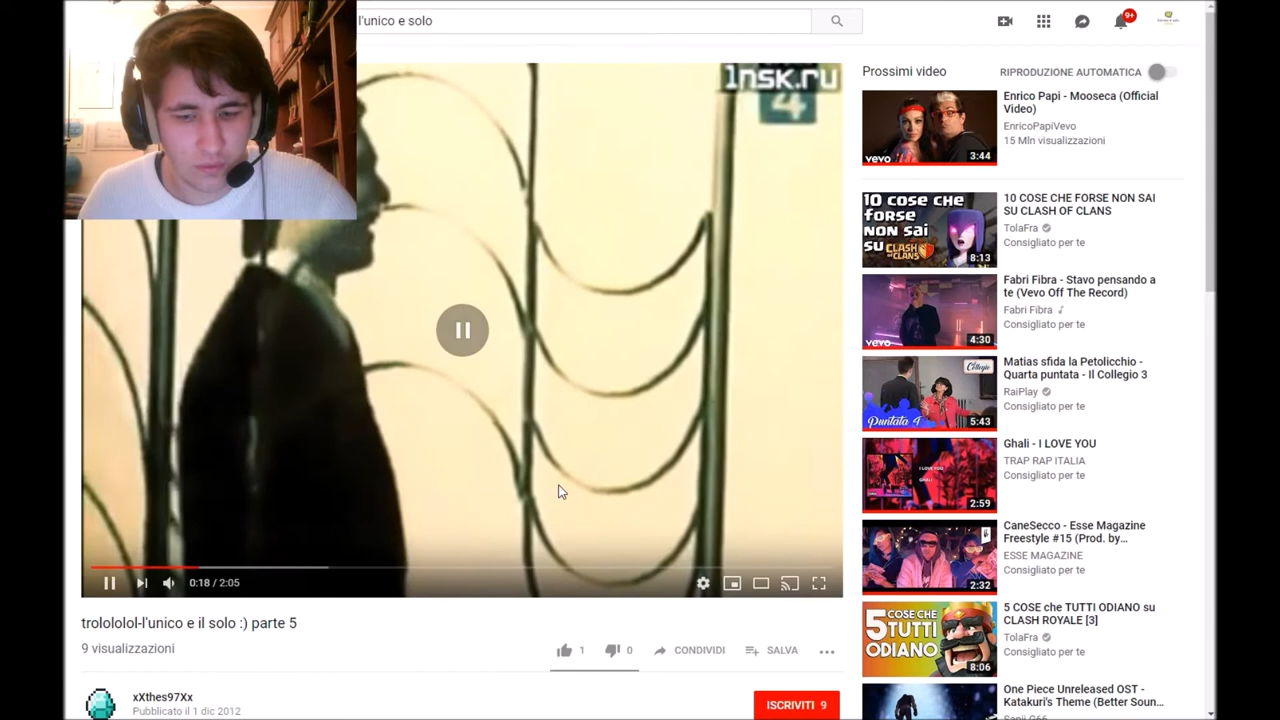 l'unico e solo
9+
1nsk.ru
4
0:18 / 2:05
trolololol-l'unico e il solo :) parte 5
9 visualizzazioni
1
0
CONDIVIDI
SALVA
xXthes97Xx
Pubblicato il 1 dic 2012
ISCRIVITI 9
Prossimi video
RIPRODUZIONE AUTOMATICA
vevo
3:44
Enrico Papi - Mooseca (Official
Video)
EnricoPapiVevo
15 Mln visualizzazioni
10 COSE CHE
FORSE
NON SAI
SU CLASH OF CLANS
8:13
10 COSE CHE FORSE NON SAI
SU CLASH OF CLANS
TolaFra
Consigliato per te
vevo
4:30
Fabri Fibra - Stavo pensando a
te (Vevo Off The Record)
Fabri Fibra
Consigliato per te
Collegio
Puntata 4
5:43
Matias sfida la Petolicchio -
Quarta puntata - Il Collegio 3
RaiPlay
Consigliato per te
I LOVE YOU
GHALI
2:59
Ghali - I LOVE YOU
TRAP RAP ITALIA
Consigliato per te
2:32
CaneSecco - Esse Magazine
Freestyle #15 (Prod. by...
ESSE MAGAZINE
Consigliato per te
5 COSE CHE
TUTTI
ODIANO
8:06
5 COSE che TUTTI ODIANO su
CLASH ROYALE [3]
TolaFra
Consigliato per te
One Piece Unreleased OST -
Katakuri's Theme (Better Soun...